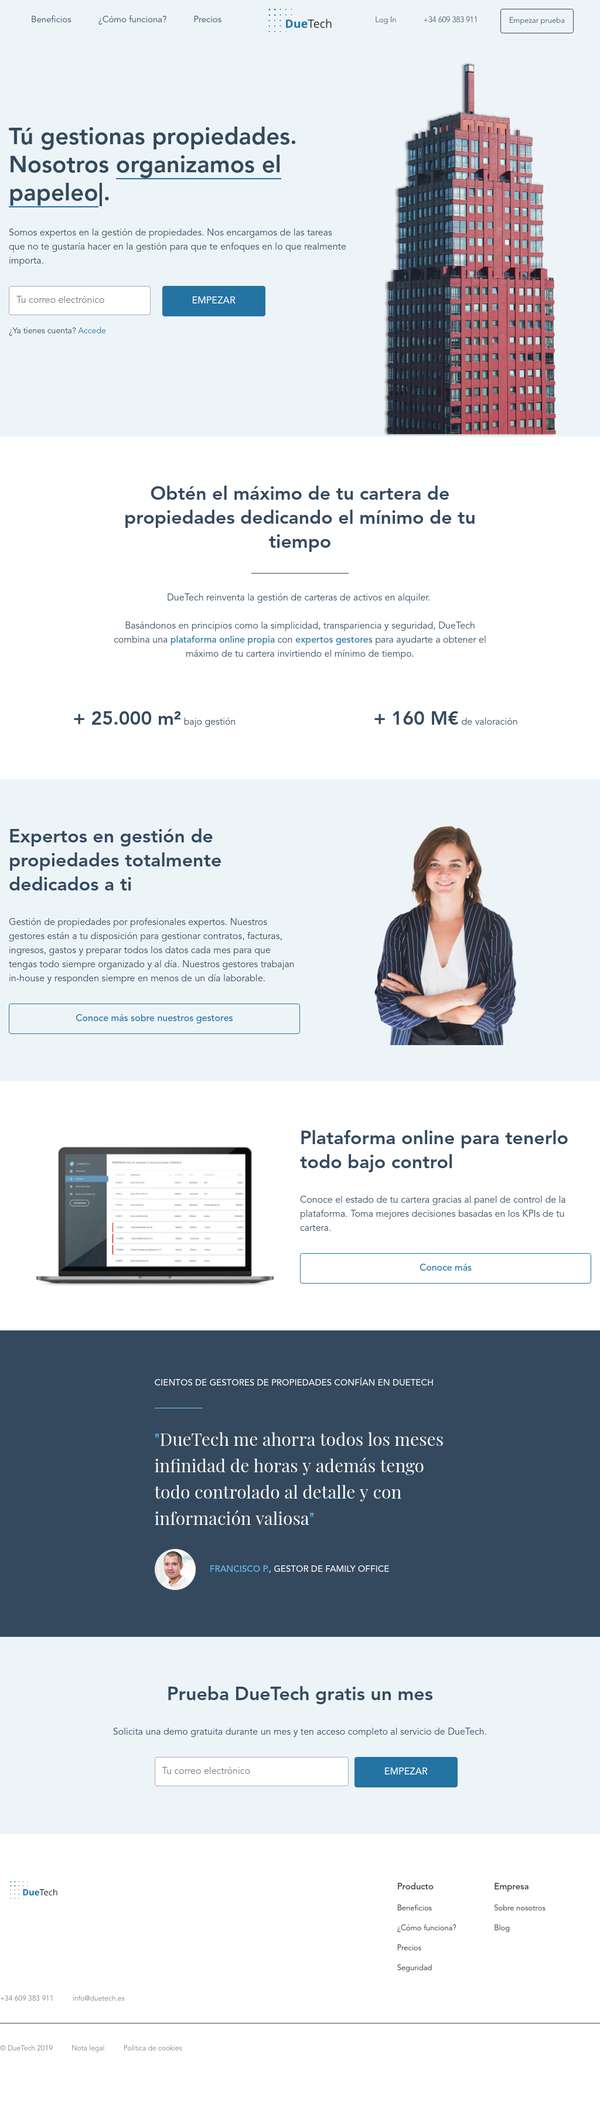 Beneficios
¿Cómo funciona?
Precios
DueTech
Log In
+34 609 383 911
Empezar prueba
Tú gestionas propiedades.
Nosotros organizamos el
papeleo|.
Somos expertos en la gestión de propiedades. Nos encargamos de las tareas
que no te gustaría hacer en la gestión para que te enfoques en lo que realmente
importa.
Tu correo electrónico
EMPEZAR
¿Ya tienes cuenta? Accede
Obtén el máximo de tu cartera de
propiedades dedicando el mínimo de tu
tiempo
DueTech reinventa la gestión de carteras de activos en alquiler.
Basándonos en principios como la simplicidad, transparencia y seguridad, DueTech
combina una plataforma online propia con expertos gestores para ayudarte a obtener el
máximo de tu cartera invirtiendo el mínimo de tiempo.
+ 25.000 m² bajo gestión
+ 160 M€ de valoración
Expertos en gestión de
propiedades totalmente
dedicados a ti
Gestión de propiedades por profesionales expertos. Nuestros
gestores están a tu disposición para gestionar contratos, facturas,
ingresos, gastos y preparar todos los datos cada mes para que
tengas todo siempre organizado y al día. Nuestros gestores trabajan
in-house y responden siempre en menos de un día laborable.
Conoce más sobre nuestros gestores
Plataforma online para tenerlo
todo bajo control
Conoce el estado de tu cartera gracias al panel de control de la
plataforma. Toma mejores decisiones basadas en los KPIs de tu
cartera.
Conoce más
CIENTOS DE GESTORES DE PROPIEDADES CONFÍAN EN DUETECH
"DueTech me ahorra todos los meses
infinidad de horas y además tengo
todo controlado al detalle y con
información valiosa"
FRANCISCO P., GESTOR DE FAMILY OFFICE
Prueba DueTech gratis un mes
Solicita una demo gratuita durante un mes y ten acceso completo al servicio de DueTech.
Tu correo electrónico
EMPEZAR
DueTech
Producto
Beneficios
¿Cómo funciona?
Precios
Seguridad
Empresa
Sobre nosotros
Blog
+34 609 383 911
info@duetech.es
© DueTech 2019
Nota legal
Política de cookies